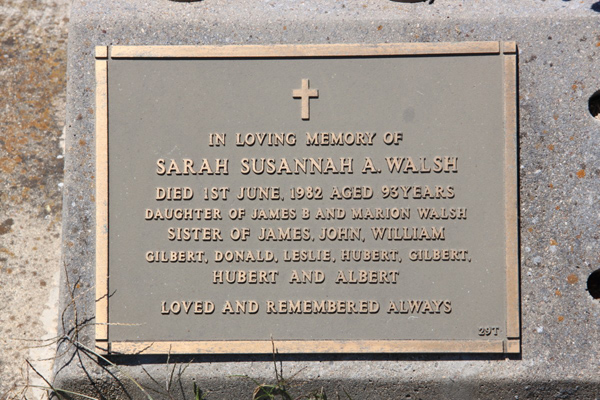 IN LOVING MEMORY OF
SARAH SUSANNAH A. WALSH
DIED 1ST JUNE, 1982 AGED 93 YEARS
DAUGHTER OF JAMES B AND MARION WALSH
SISTER OF JAMES, JOHN, WILLIAM
GILBERT, DONALD, LESLIE, HUBERT, GILBERT,
HUBERT AND ALBERT
LOVED AND REMEMBERED ALWAYS
29T